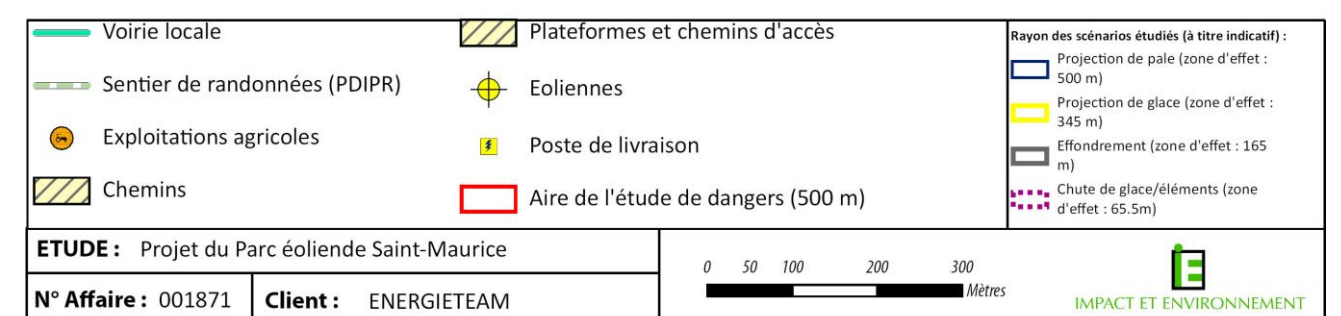 Voirie locale
Sentier de randonnées (PDIPR)
Exploitations agricoles
Chemins
Plateformes et chemins d'accès
Eoliennes
Poste de livraison
Aire de l'étude de dangers (500 m)
Rayon des scénarios étudiés (à titre indicatif) :
Projection de pale (zone d'effet :
500 m)
Projection de glace (zone d'effet :
345 m)
Effondrement (zone d'effet : 165
m)
Chute de glace/éléments (zone
d'effet : 65.5m)
ETUDE : Projet du Parc éoliende Saint-Maurice
N° Affaire : 001871 Client : ENERGIETEAM
0 50 100 200 300
Mètres
IE
IMPACT ET ENVIRONNEMENT